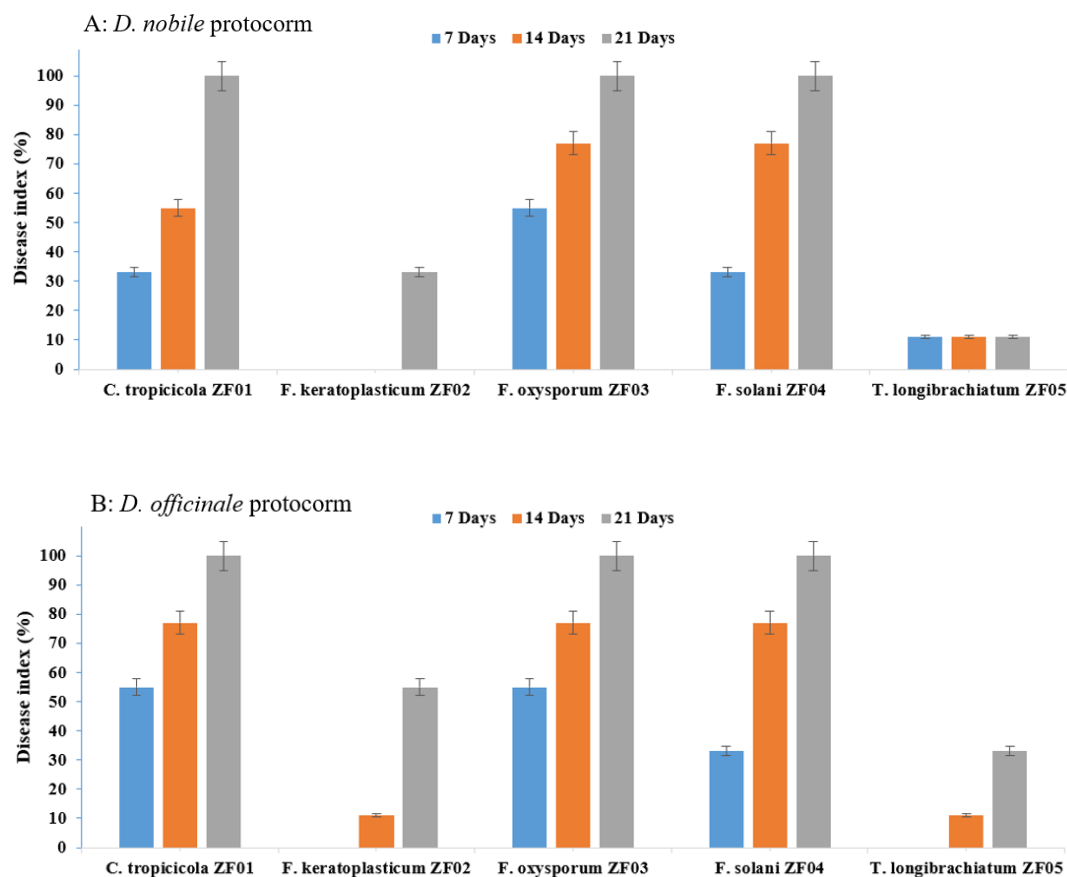 A: D. nobile protocorm
7 Days 14 Days 21 Days
Disease index (%)
100
90
80
70
60
50
40
30
20
10
0
C. tropicicola ZF01 F. keratoplasticum ZF02 F. oxysporum ZF03 F. solani ZF04 T. longibrachiatum ZF05
B: D. officinale protocorm
7 Days 14 Days 21 Days
Disease index (%)
100
90
80
70
60
50
40
30
20
10
0
C. tropicicola ZF01 F. keratoplasticum ZF02 F. oxysporum ZF03 F. solani ZF04 T. longibrachiatum ZF05